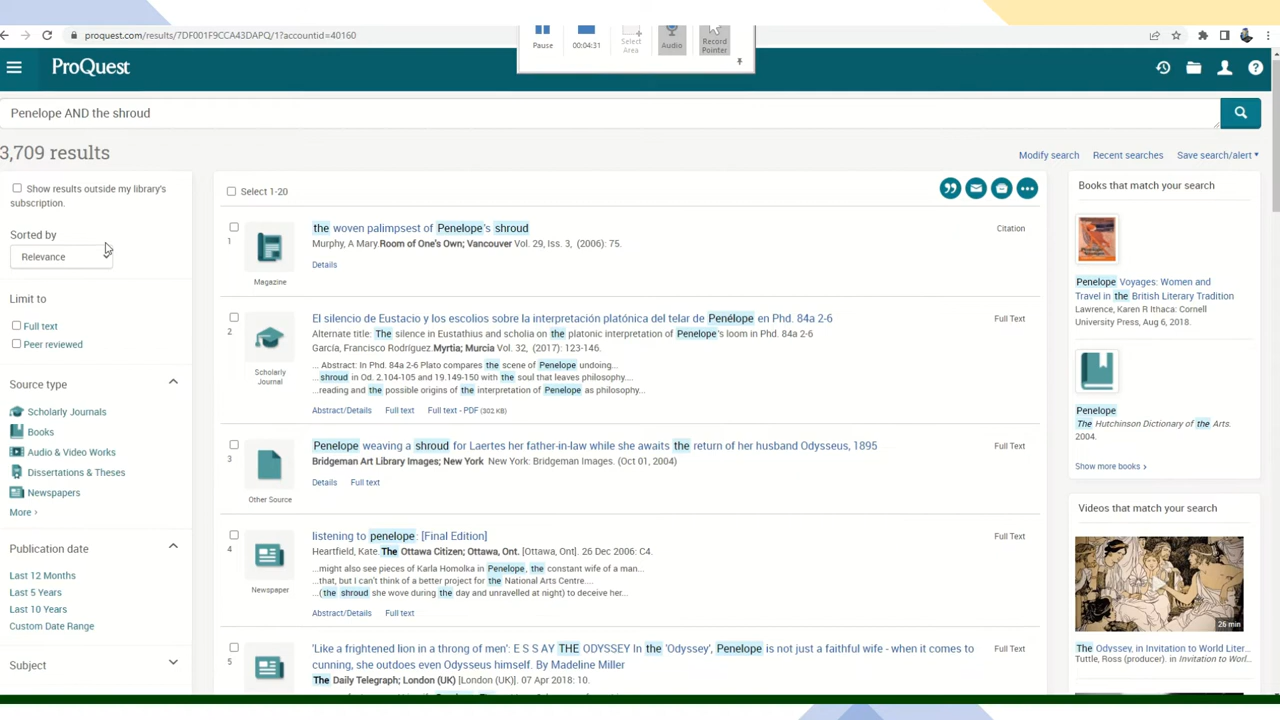 proquest.com/results/7DF001F9CCA43DAPQ/1?accountid=40160
Pause
00:04:31
Select Area
Audio
Record Pointer
ProQuest
Penelope AND the shroud
3,709 results
Modify search
Recent searches
Save search/alert
Show results outside my library's
subscription.
Sorted by
Relevance
Limit to
Full text
Peer reviewed
Source type
Scholarly Journals
Books
Audio & Video Works
Dissertations & Theses
Newspapers
More ›
Publication date
Last 12 Months
Last 5 Years
Last 10 Years
Custom Date Range
Subject
Select 1-20
1
Magazine
the woven palimpsest of Penelope's shroud
Citation
Murphy, A Mary.Room of One's Own; Vancouver Vol. 29, Iss. 3, (2006): 75.
Details
2
Scholarly
Journal
El silencio de Eustacio y los escolios sobre la interpretación platónica del telar de Penélope en Phd. 84a 2-6
Full Text
Alternate title: The silence in Eustathius and scholia on the platonic interpretation of Penelope's loom in Phd. 84a 2-6
García, Francisco Rodríguez.Myrtia; Murcia Vol. 32, (2017): 123-146.
... Abstract: In Phd. 84a 2-6 Plato compares the scene of Penelope undoing...
...shroud in Od. 2.104-105 and 19.149-150 with the soul that leaves philosophy....
...reading and the possible origins of the interpretation of Penelope as philosophy...
Abstract/Details Full text Full text - PDF (302 KB)
3
Other Source
Penelope weaving a shroud for Laertes her father-in-law while she awaits the return of her husband Odysseus, 1895
Full Text
Bridgeman Art Library Images; New York New York: Bridgeman Images. (Oct 01, 2004)
Details Full text
4
Newspaper
listening to penelope: [Final Edition]
Full Text
Heartfield, Kate.The Ottawa Citizen; Ottawa, Ont. [Ottawa, Ont]. 26 Dec 2006: C4.
...might also see pieces of Karla Homolka in Penelope, the constant wife of a man...
...that, but I can't think of a better project for the National Arts Centre....
...(the shroud she wove during the day and unravelled at night) to deceive her...
Abstract/Details Full text
5
'Like a frightened lion in a throng of men': E S S AY THE ODYSSEY In the 'Odyssey', Penelope is not just a faithful wife - when it comes to
Full Text
cunning, she outdoes even Odysseus himself. By Madeline Miller
The Daily Telegraph; London (UK) [London (UK)]. 07 Apr 2018: 10.
Books that match your search
Penelope Voyages: Women and
Travel in the British Literary Tradition
Lawrence, Karen R Ithaca: Cornell
University Press, Aug 6, 2018.
Penelope
The Hutchinson Dictionary of the Arts.
2004.
Show more books ›
Videos that match your search
26 min
The Odyssey, in Invitation to World Liter...
Tuttle, Ross (producer). in Invitation to Worl...